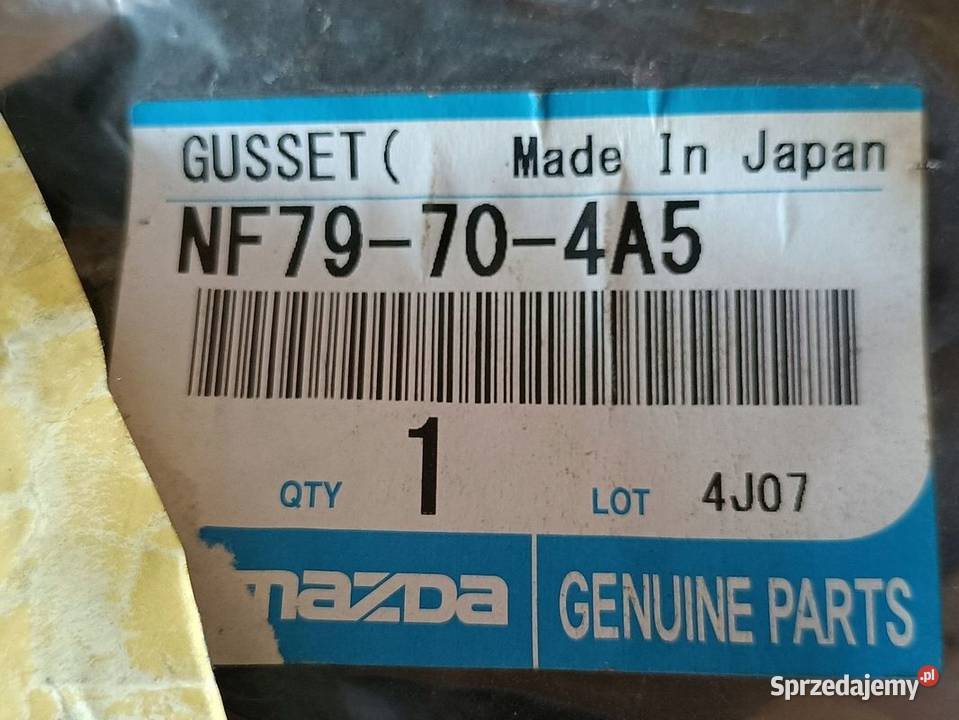 GUSSET( Made In Japan
NF79-70-4A5
QTY 1 LOT 4J07
mazda GENUINE PARTS
Sprzedajemy.pl